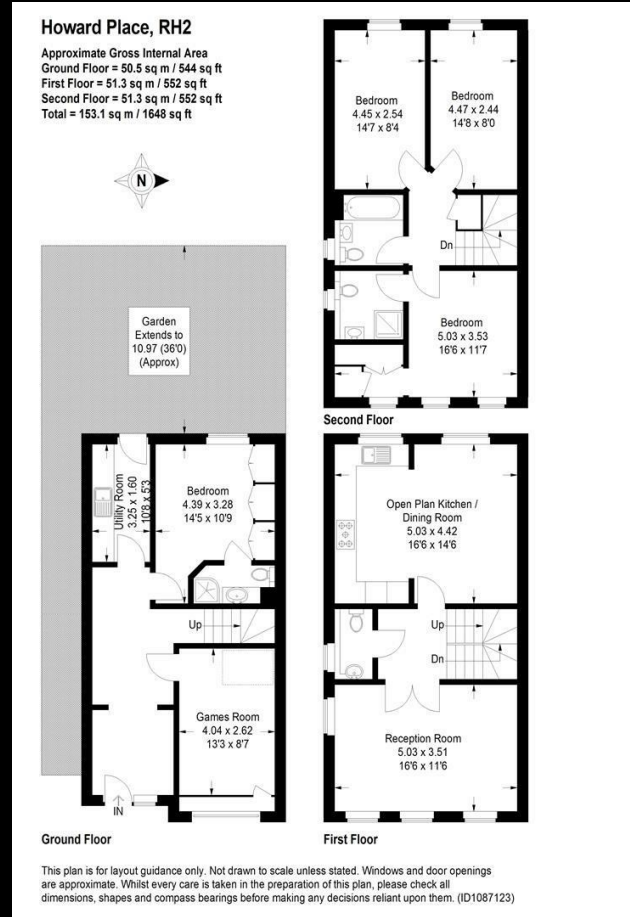 Howard Place, RH2
Approximate Gross Internal Area
Ground Floor = 50.5 sq m / 544 sq ft
First Floor = 51.3 sq m / 552 sq ft
Second Floor = 51.3 sq m / 552 sq ft
Total = 153.1 sq m / 1648 sq ft
N
Garden
Extends to
10.97 (36'0)
(Approx)
Utility Room
3.25 x 1.60
10'8 x 5'3
Bedroom
4.39 x 3.28
14'5 x 10'9
Up
Games Room
4.04 x 2.62
13'3 x 8'7
IN
Ground Floor
Bedroom
4.45 x 2.54
14'7 x 8'4
Bedroom
4.47 x 2.44
14'8 x 8'0
Dn
Bedroom
5.03 x 3.53
16'6 x 11'7
Second Floor
Open Plan Kitchen /
Dining Room
5.03 x 4.42
16'6 x 14'6
Up
Dn
Reception Room
5.03 x 3.51
16'6 x 11'6
First Floor
This plan is for layout guidance only. Not drawn to scale unless stated. Windows and door openings
are approximate. Whilst every care is taken in the preparation of this plan, please check all
dimensions, shapes and compass bearings before making any decisions reliant upon them. (ID1087123)